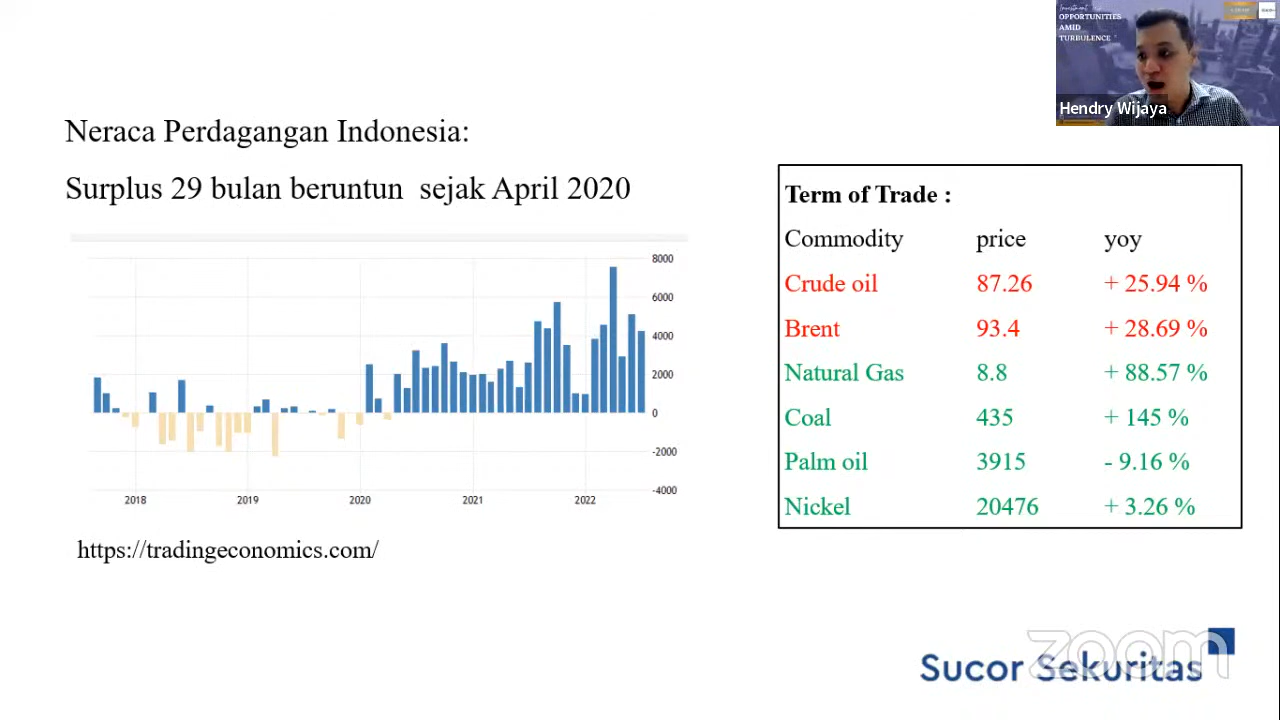 Investment
OPPORTUNITIES
AMID
TURBULENCE
Hendry Wijaya
Neraca Perdagangan Indonesia:
Surplus 29 bulan beruntun sejak April 2020
8000
6000
4000
2000
0
-2000
-4000
2018 2019 2020 2021 2022
https://tradingeconomics.com/
Term of Trade :
Commodity price yoy
Crude oil 87.26 + 25.94 %
Brent 93.4 + 28.69 %
Natural Gas 8.8 + 88.57 %
Coal 435 + 145 %
Palm oil 3915 - 9.16 %
Nickel 20476 + 3.26 %
zoom
Sucor Sekuritas